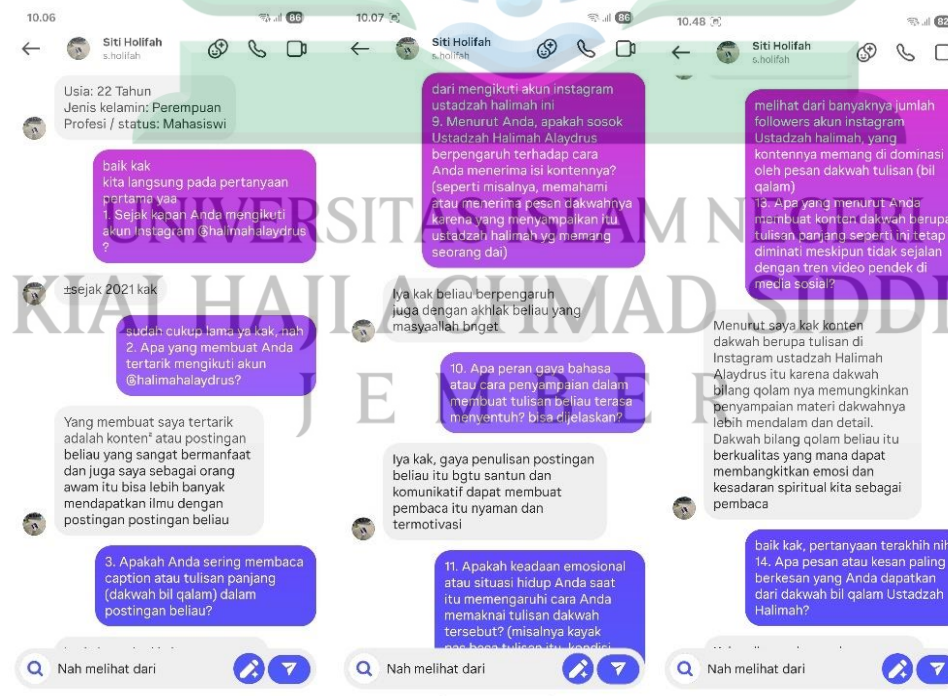 10.06
86
Siti Holifah
s.holifah
Usia: 22 Tahun
Jenis kelamin: Perempuan
Profesi / status: Mahasiswi
baik kak
kita langsung pada pertanyaan
pertama yaa
1. Sejak kapan Anda mengikuti
akun Instagram @halimahalaydrus
?
±sejak 2021 kak
sudah cukup lama ya kak, nah
2. Apa yang membuat Anda
tertarik mengikuti akun
@halimahalaydrus?
Yang membuat saya tertarik
adalah konten² atau postingan
beliau yang sangat bermanfaat
dan juga saya sebagai orang
awam itu bisa lebih banyak
mendapatkan ilmu dengan
postingan postingan beliau
3. Apakah Anda sering membaca
caption atau tulisan panjang
(dakwah bil qalam) dalam
postingan beliau?
Nah melihat dari
10.07
86
Siti Holifah
s.holifah
dari mengikuti akun instagram
ustadzah halimah ini
9. Menurut Anda, apakah sosok
Ustadzah Halimah Alaydrus
berpengaruh terhadap cara
Anda menerima isi kontennya?
(seperti misalnya, memahami
atau menerima pesan dakwahnya
karena yang menyampaikan itu
ustadzah halimah yg memang
seorang dai)
Iya kak beliau berpengaruh
juga dengan akhlak beliau yang
masyaallah bnget
10. Apa peran gaya bahasa
atau cara penyampaian dalam
membuat tulisan beliau terasa
menyentuh? bisa dijelaskan?
Iya kak, gaya penulisan postingan
beliau itu bgtu santun dan
komunikatif dapat membuat
pembaca itu nyaman dan
termotivasi
11. Apakah keadaan emosional
atau situasi hidup Anda saat
itu memengaruhi cara Anda
memaknai tulisan dakwah
tersebut? (misalnya kayak
pas baca tulisan itu, kondisi
Nah melihat dari
10.48
82
Siti Holifah
s.holifah
melihat dari banyaknya jumlah
followers akun instagram
Ustadzah halimah, yang
kontennya memang di dominasi
oleh pesan dakwah tulisan (bil
qalam)
13. Apa yang menurut Anda
membuat konten dakwah berupa
tulisan panjang seperti ini tetap
diminati meskipun tidak sejalan
dengan tren video pendek di
media sosial?
Menurut saya kak konten
dakwah berupa tulisan di
Instagram ustadzah Halimah
Alaydrus itu karena dakwah
bilang qolam nya memungkinkan
penyampaian materi dakwahnya
lebih mendalam dan detail.
Dakwah bilang qolam beliau itu
berkualitas yang mana dapat
membangkitkan emosi dan
kesadaran spiritual kita sebagai
pembaca
baik kak, pertanyaan terakhih nih
14. Apa pesan atau kesan paling
berkesan yang Anda dapatkan
dari dakwah bil qalam Ustadzah
Halimah?
Nah melihat dari
UNIVERSITAS ISLAM NEGERI
KIAI HAJI ACHMAD SIDDI
JEMBER